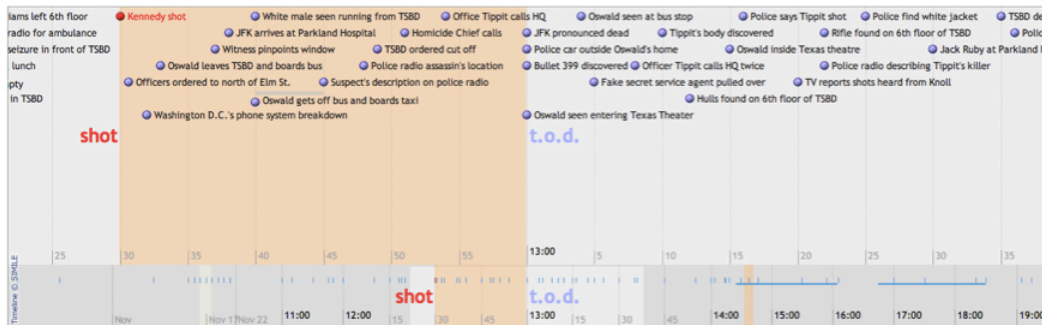 iams left 6th floor
Kennedy shot
White male seen running from TSBD
Office Tippit calls HQ
Oswald seen at bus stop
Police says Tippit shot
Police find white jacket
TSBD de
radio for ambulance
JFK arrives at Parkland Hospital
Homicide Chief calls
JFK pronounced dead
Tippit's body discovered
Rifle found on 6th floor of TSBD
Polic
seizure in front of TSBD
Witness pinpoints window
TSBD ordered cut off
Police car outside Oswald's home
Oswald inside Texas theatre
Jack Ruby at Parkland
lunch
Oswald leaves TSBD and boards bus
Police radio assassin's location
Bullet 399 discovered
Officer Tippit calls HQ twice
Police radio describing Tippit's killer
pty
Officers ordered to north of Elm St.
Suspect's description on police radio
Fake secret service agent pulled over
TV reports shots heard from Knoll
in TSBD
Oswald gets off bus and boards taxi
Hulls found on 6th floor of TSBD
Washington D.C.'s phone system breakdown
Oswald seen entering Texas Theater
shot
t.o.d.
25
30
35
40
45
50
55
13:00
5
10
15
20
25
30
35
Timeline © SIMILE
shot
t.o.d.
Nov
Nov 17
Nov 22
11:00
12:00
15
30
45
13:00
15
30
45
14:00
15:00
16:00
17:00
18:00
19:00